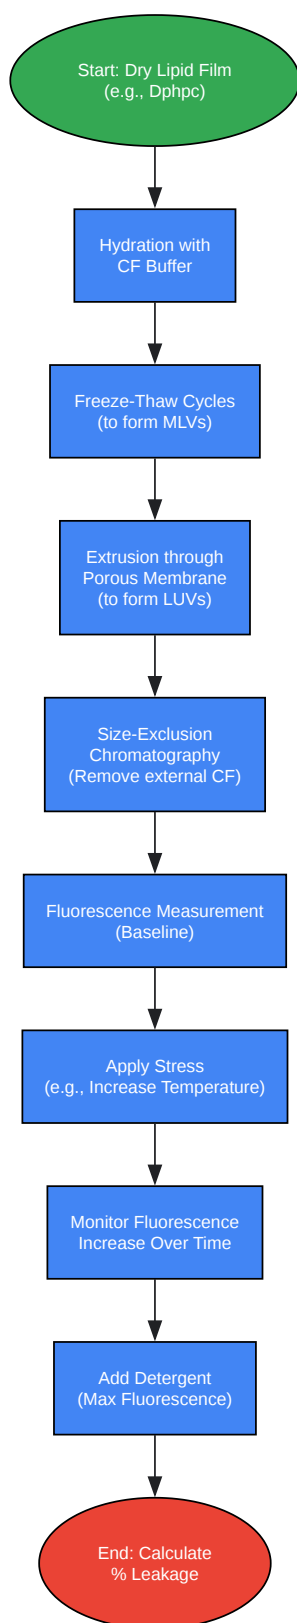 Start: Dry Lipid Film
(e.g., Dphpc)
Hydration with
CF Buffer
Freeze-Thaw Cycles
(to form MLVs)
Extrusion through
Porous Membrane
(to form LUVs)
Size-Exclusion
Chromatography
(Remove external CF)
Fluorescence Measurement
(Baseline)
Apply Stress
(e.g., Increase Temperature)
Monitor Fluorescence
Increase Over Time
Add Detergent
(Max Fluorescence)
End: Calculate
% Leakage